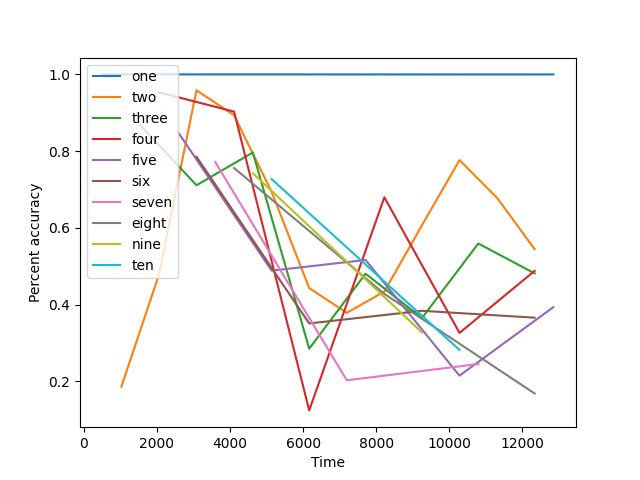 1.0
0.8
0.6
0.4
0.2
Percent accuracy
one
two
three
four
five
six
seven
eight
nine
ten
0
2000
4000
6000
8000
10000
12000
Time